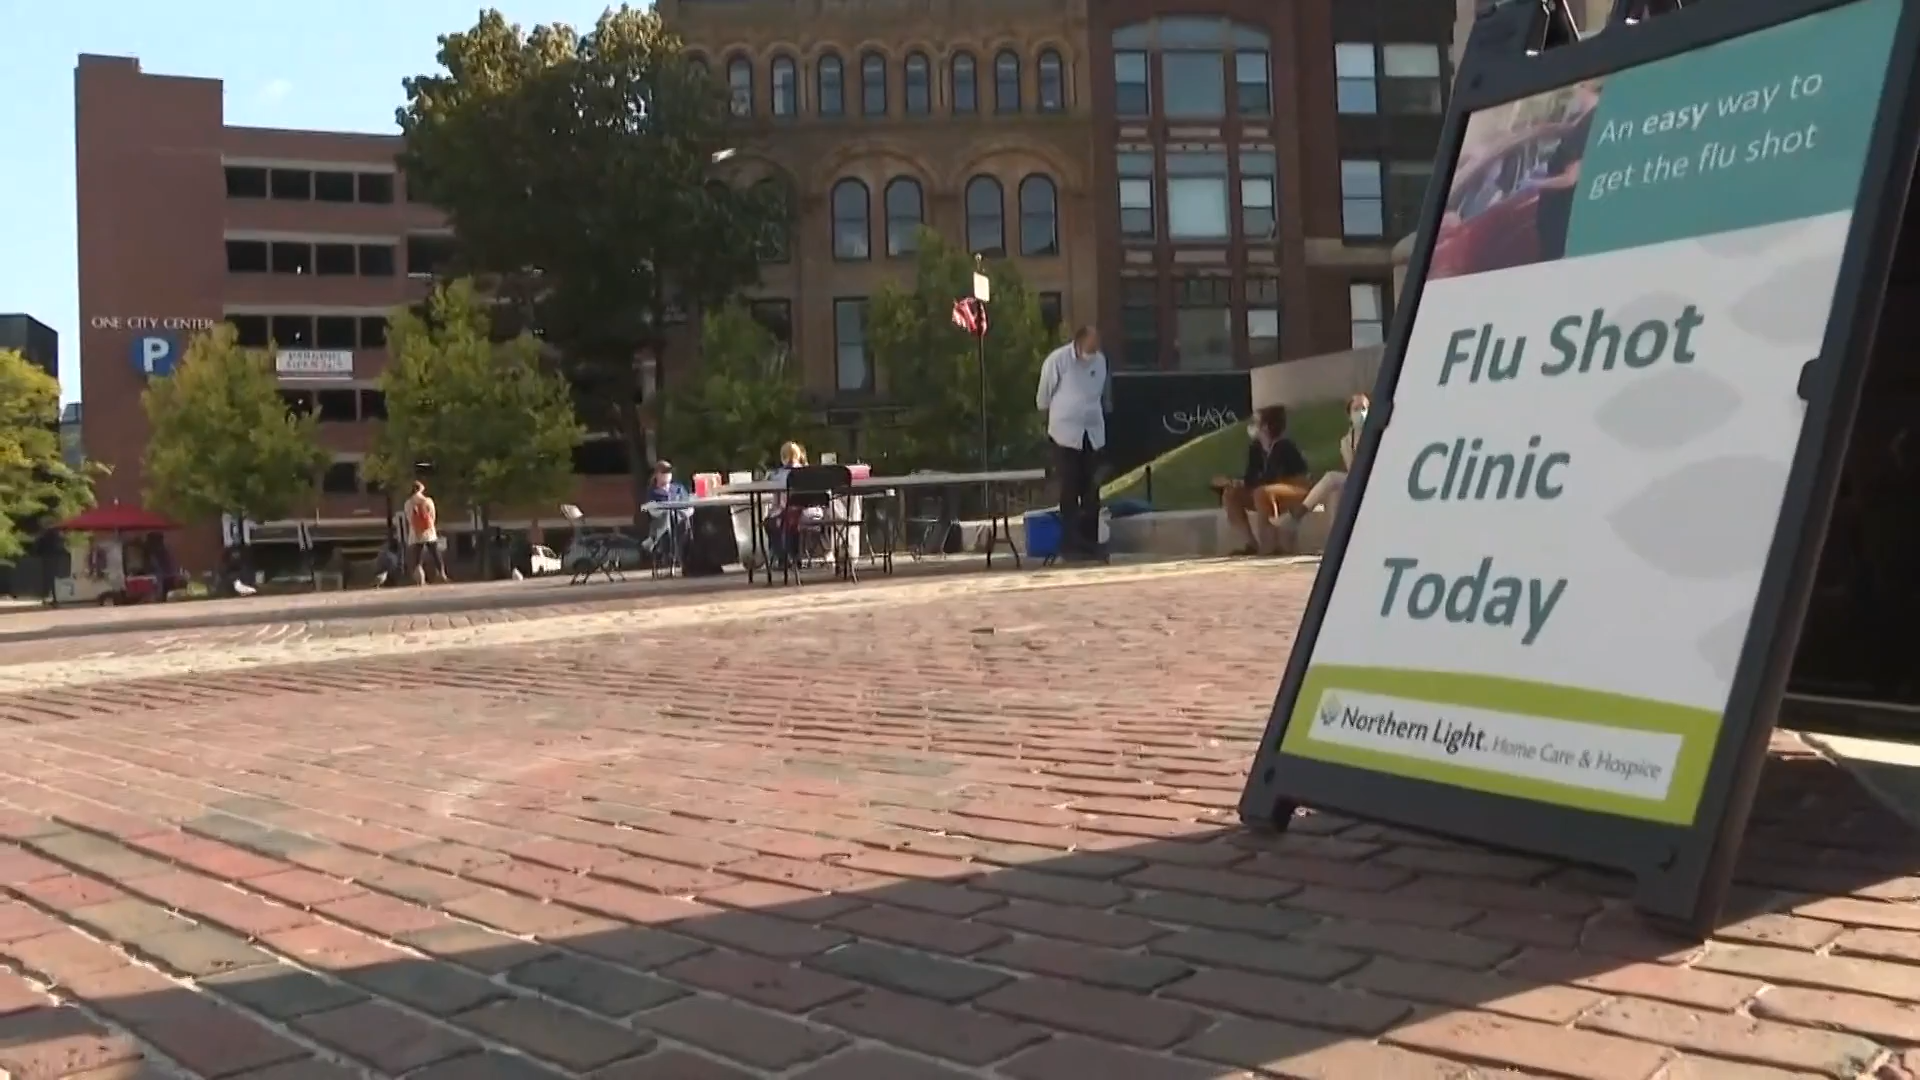 An easy way to
get the flu shot
Flu Shot
Clinic
Today
Northern Light. Home Care & Hospice
ONE CITY CENTER
P